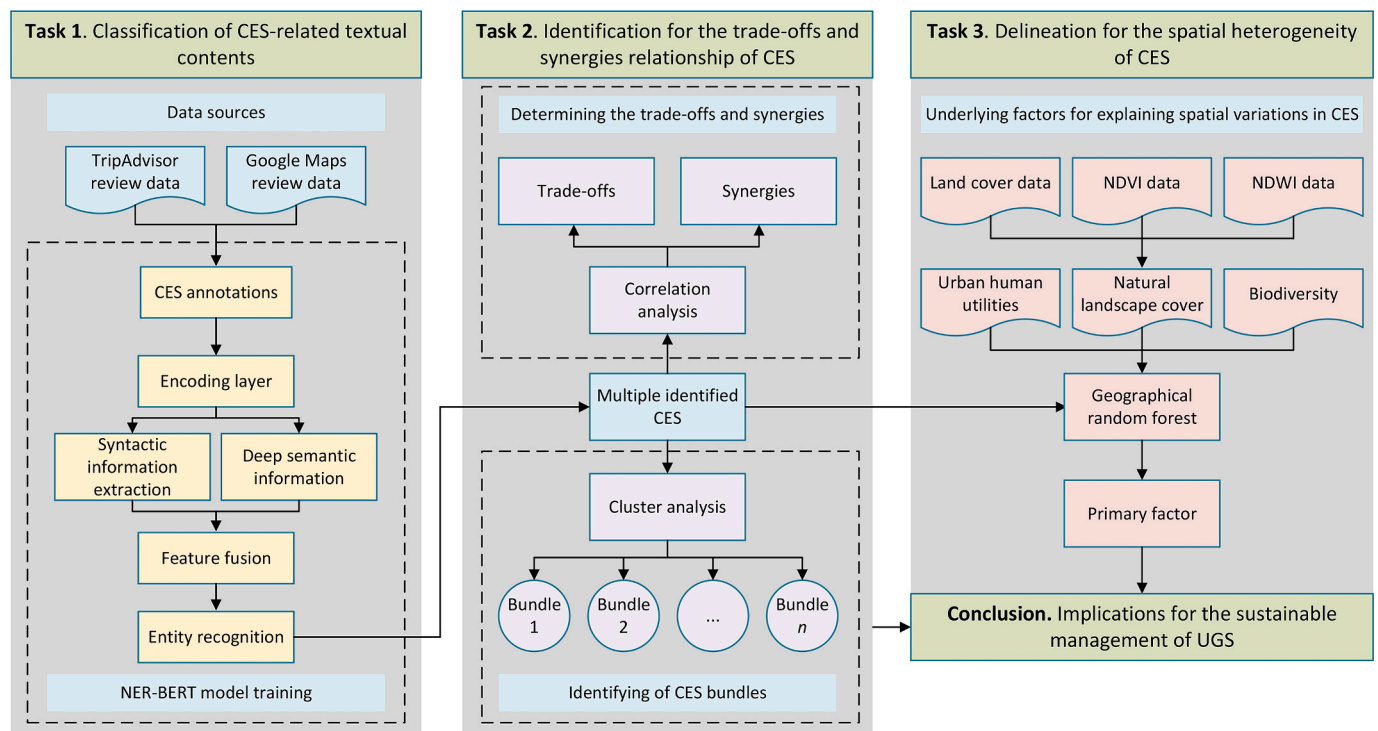 Task 1. Classification of CES-related textual
contents
Data sources
TripAdvisor
review data
Google Maps
review data
CES annotations
Encoding layer
Syntactic
information
extraction
Deep semantic
information
Feature fusion
Entity recognition
NER-BERT model training
Task 2. Identification for the trade-offs and
synergies relationship of CES
Determining the trade-offs and synergies
Trade-offs
Synergies
Correlation
analysis
Multiple identified
CES
Cluster analysis
Bundle
1
Bundle
2
...
Bundle
n
Identifying of CES bundles
Task 3. Delineation for the spatial heterogeneity
of CES
Underlying factors for explaining spatial variations in CES
Land cover data
NDVI data
NDWI data
Urban human
utilities
Natural
landscape cover
Biodiversity
Geographical
random forest
Primary factor
Conclusion. Implications for the sustainable
management of UGS